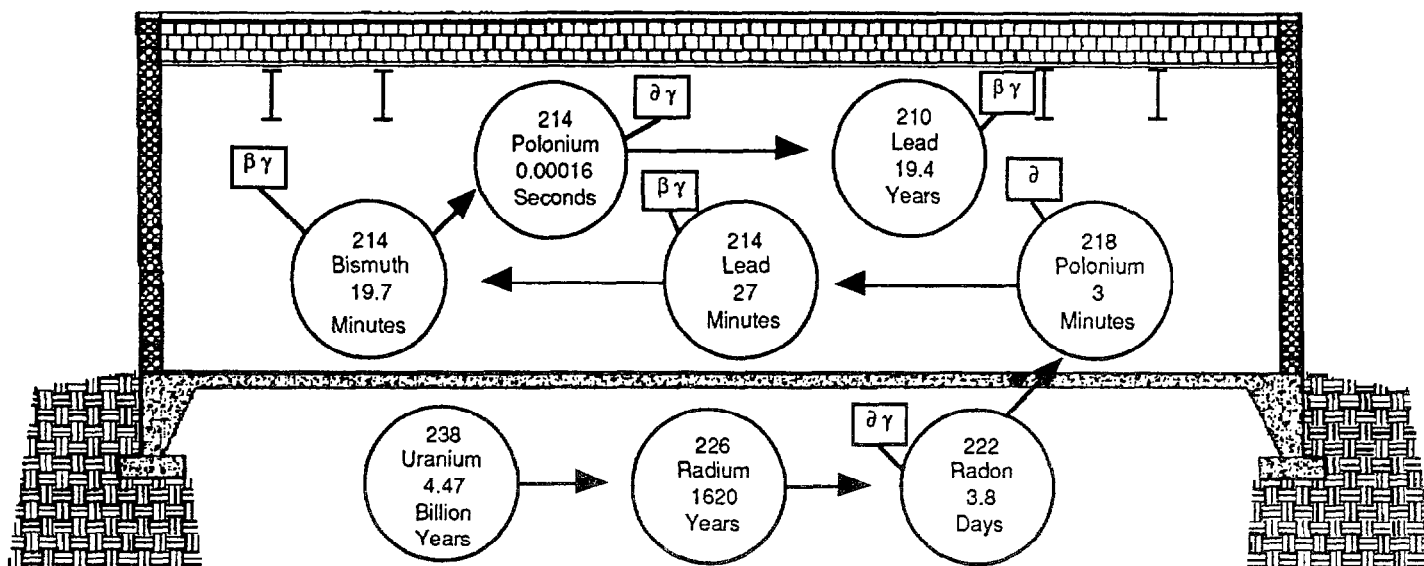 ∂ γ
214
Polonium
0.00016
Seconds
β γ
210
Lead
19.4
Years
β γ
214
Bismuth
19.7
Minutes
β γ
214
Lead
27
Minutes
∂
218
Polonium
3
Minutes
238
Uranium
4.47
Billion
Years
226
Radium
1620
Years
∂ γ
222
Radon
3.8
Days